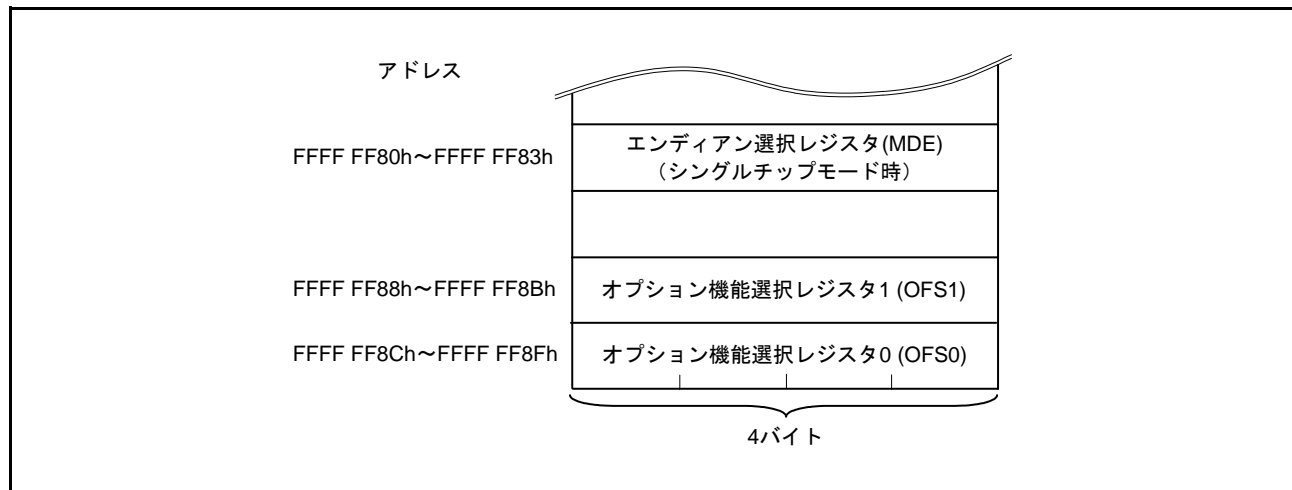 アドレス
FFFF FF80h～FFFF FF83h
エンディアン選択レジスタ(MDE)
（シングルチップモード時）
FFFF FF88h～FFFF FF8Bh
オプション機能選択レジスタ1 (OFS1)
FFFF FF8Ch～FFFF FF8Fh
オプション機能選択レジスタ0 (OFS0)
4バイト